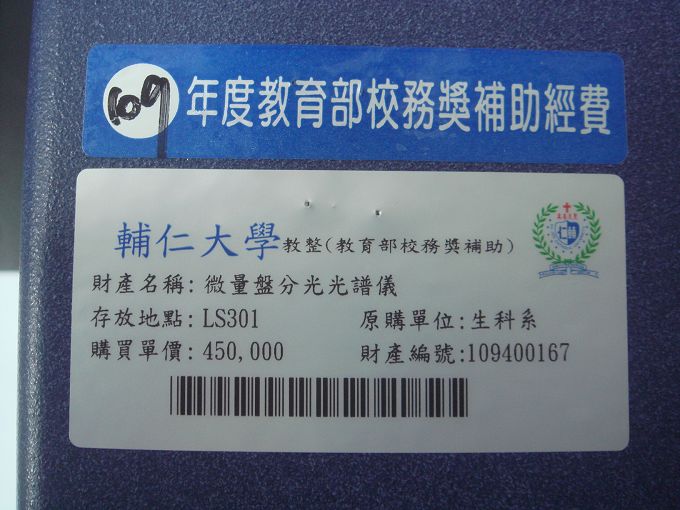 109年度教育部校務獎補助經費
輔仁大學教整(教育部校務獎補助)
財產名稱: 微量盤分光光譜儀
存放地點: LS301 原購單位: 生科系
購買單價: 450,000 財產編號:109400167